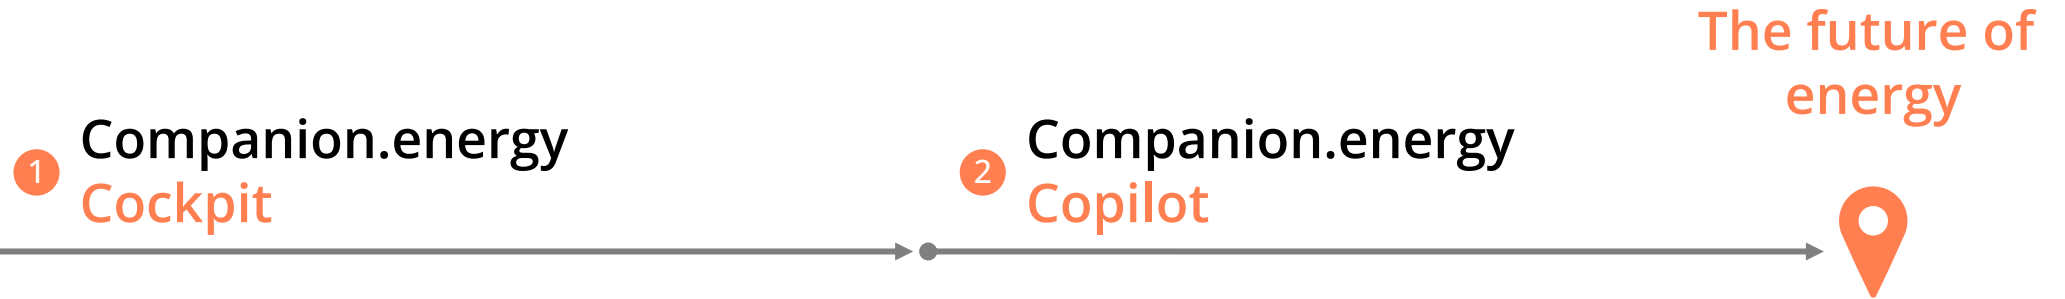 1
Companion.energy
Cockpit
2
Companion.energy
Copilot
The future of
energy